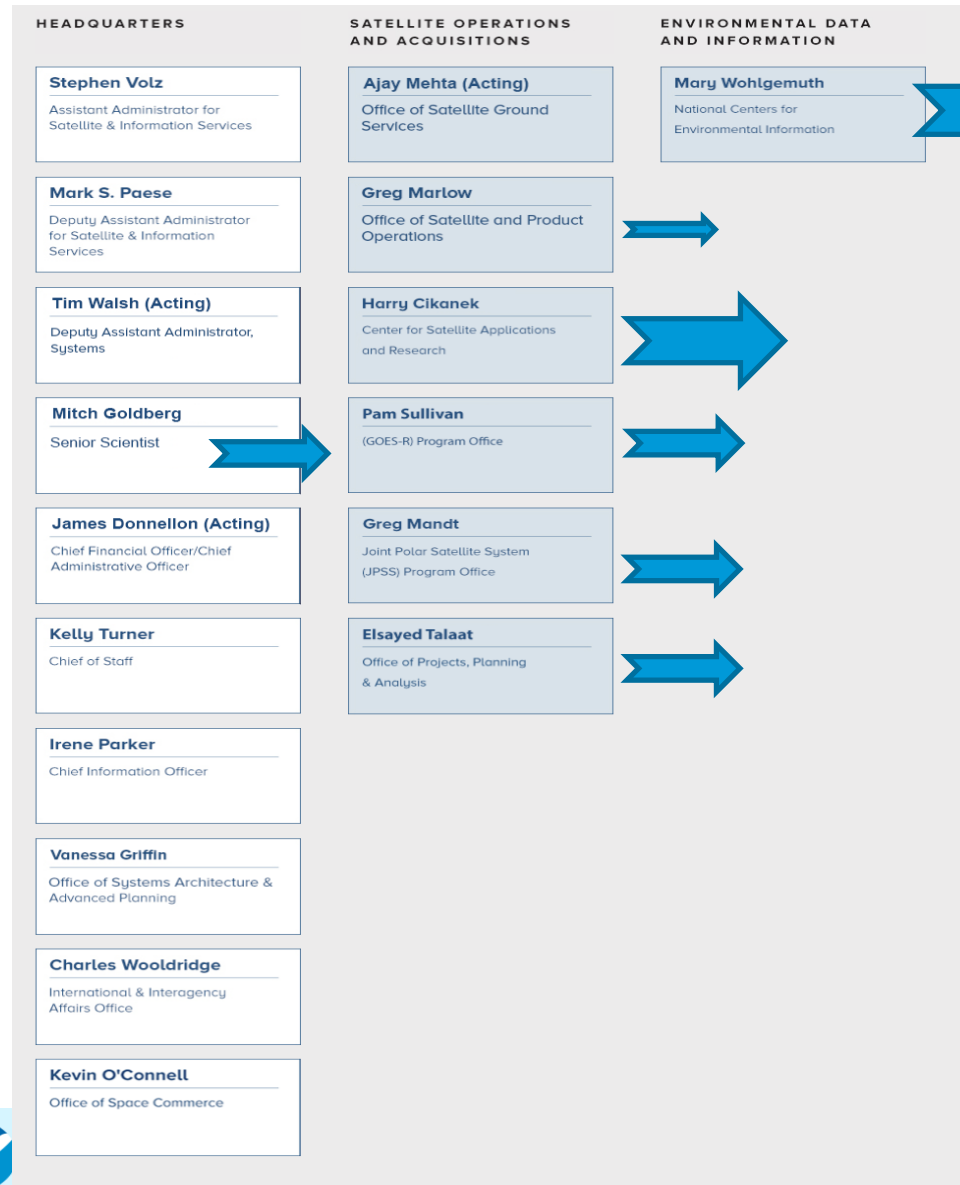 HEADQUARTERS
Stephen Volz
Assistant Administrator for
Satellite & Information Services
Mark S. Paese
Deputy Assistant Administrator
for Satellite & Information
Services
Tim Walsh (Acting)
Deputy Assistant Administrator,
Systems
Mitch Goldberg
Senior Scientist
James Donnellon (Acting)
Chief Financial Officer/Chief
Administrative Officer
Kelly Turner
Chief of Staff
Irene Parker
Chief Information Officer
Vanessa Griffin
Office of Systems Architecture &
Advanced Planning
Charles Wooldridge
International & Interagency
Affairs Office
Kevin O'Connell
Office of Space Commerce
SATELLITE OPERATIONS
AND ACQUISITIONS
Ajay Mehta (Acting)
Office of Satellite Ground
Services
Greg Marlow
Office of Satellite and Product
Operations
Harry Cikanek
Center for Satellite Applications
and Research
Pam Sullivan
(GOES-R) Program Office
Greg Mandt
Joint Polar Satellite System
(JPSS) Program Office
Elsayed Talaat
Office of Projects, Planning
& Analysis
ENVIRONMENTAL DATA
AND INFORMATION
Mary Wohlgemuth
National Centers for
Environmental Information